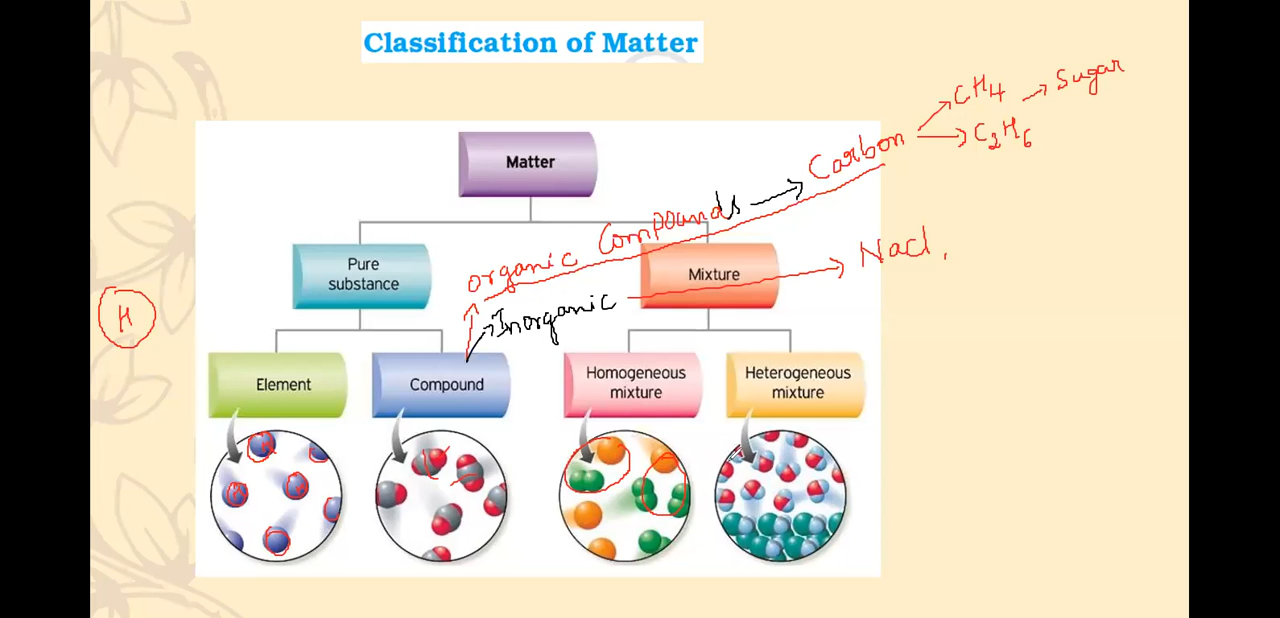 Classification of Matter
CH4 → Sugar
Carbon → C2H6
Matter
organic Compounds →
Pure
substance
Mixture
NaCl,
H
Inorganic
Element
Compound
Homogeneous
mixture
Heterogeneous
mixture